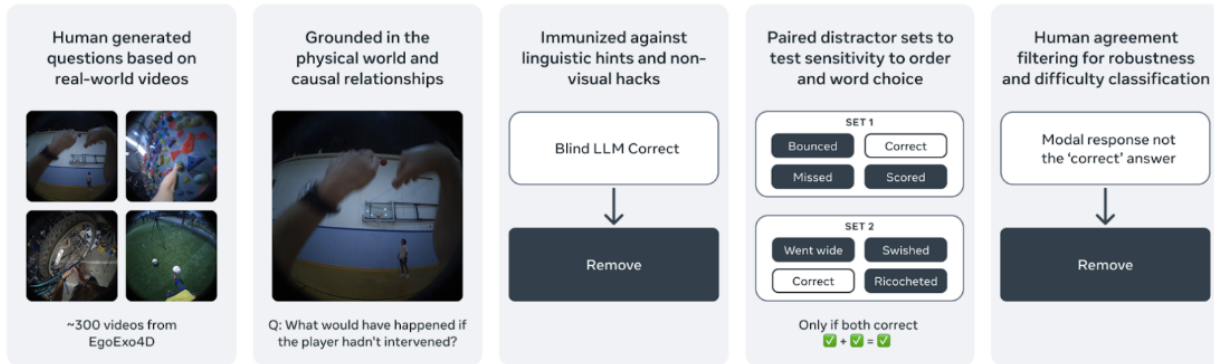 Human generated
questions based on
real-world videos
~300 videos from
EgoExo4D
Grounded in the
physical world and
causal relationships
Q: What would have happened if
the player hadn't intervened?
Immunized against
linguistic hints and non-
visual hacks
Blind LLM Correct
Remove
Paired distractor sets to
test sensitivity to order
and word choice
SET 1
Bounced
Correct
Missed
Scored
SET 2
Went wide
Swished
Correct
Ricocheted
Only if both correct
✅ + ✅ = ✅
Human agreement
filtering for robustness
and difficulty classification
Modal response not
the 'correct' answer
Remove